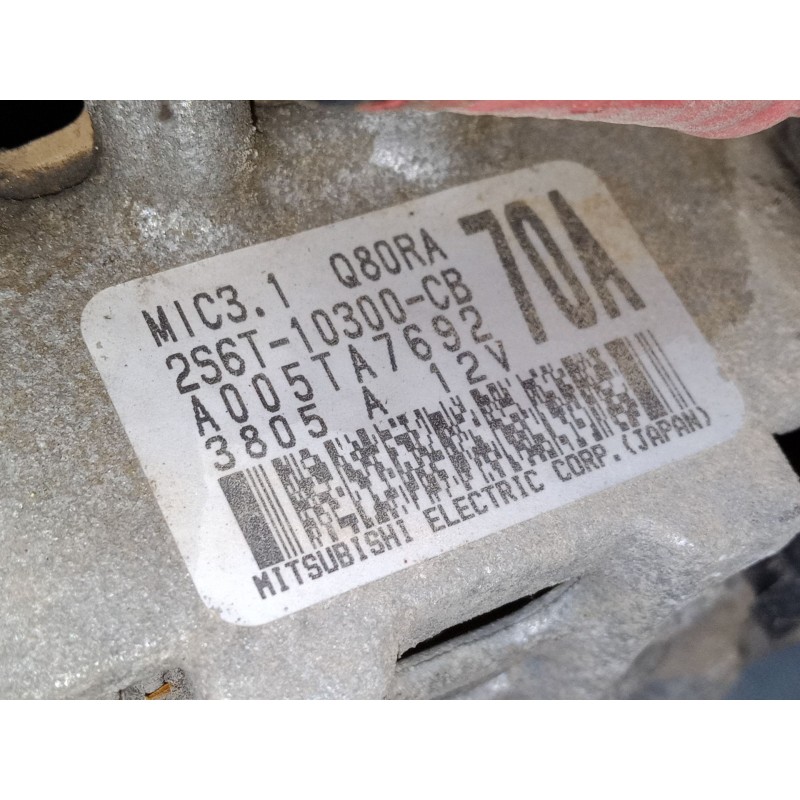 MIC3.1 Q80RA 70A
2S6T-10300-CB
A005TA7692
3805 A 12V
MITSUBISHI ELECTRIC CORP.(JAPAN)